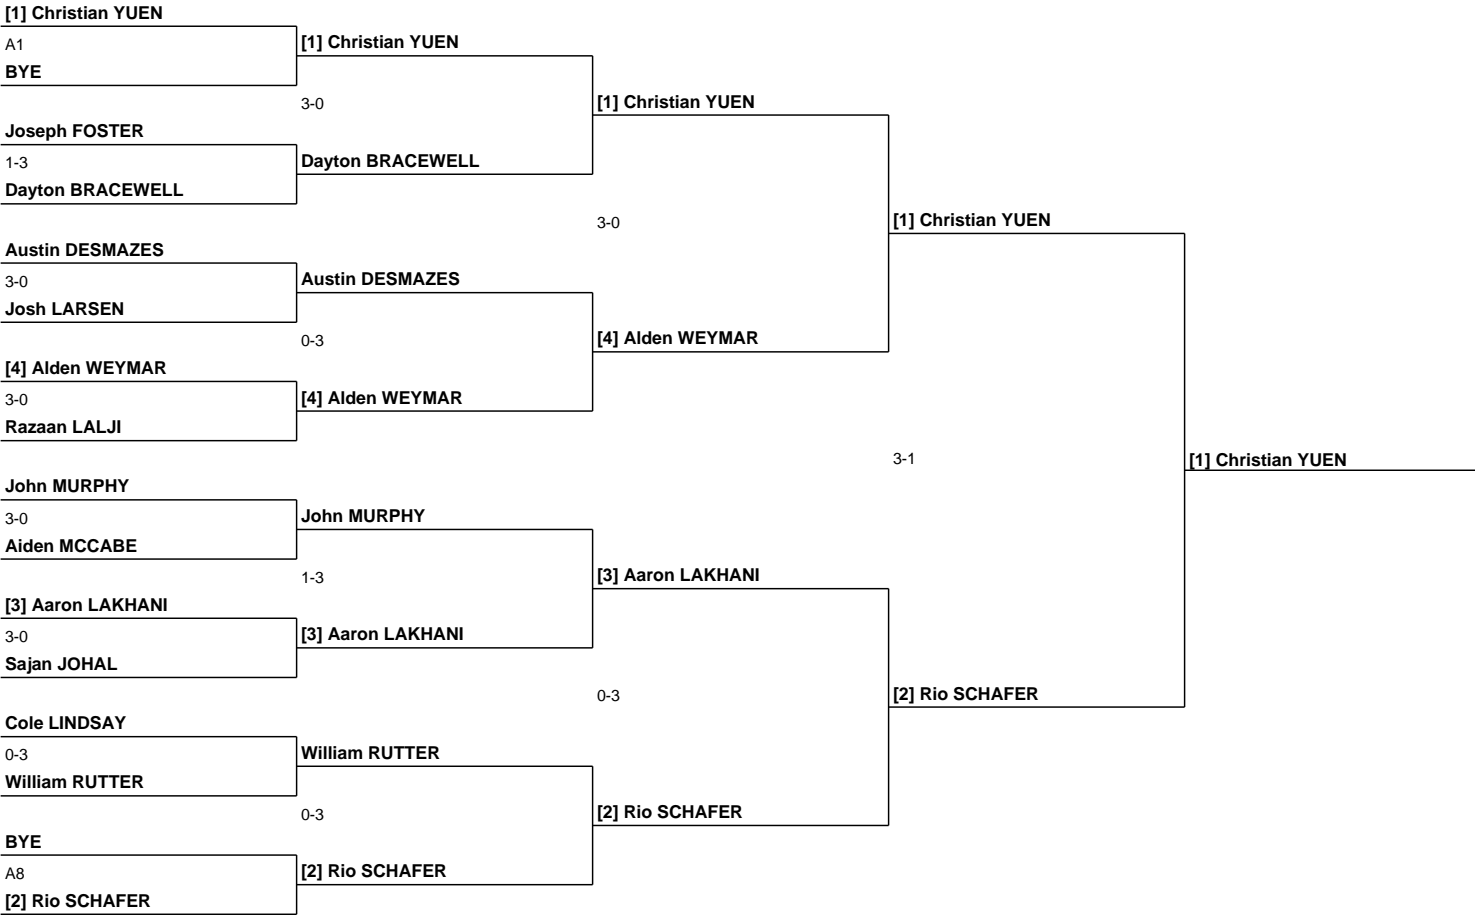 [1] Christian YUEN
A1
BYE
Joseph FOSTER
1-3
Dayton BRACEWELL
Austin DESMAZES
3-0
Josh LARSEN
[4] Alden WEYMAR
3-0
Razaan LALJI
John MURPHY
3-0
Aiden MCCABE
[3] Aaron LAKHANI
3-0
Sajan JOHAL
Cole LINDSAY
0-3
William RUTTER
BYE
A8
[2] Rio SCHAFER
[1] Christian YUEN
3-0
Dayton BRACEWELL
Austin DESMAZES
0-3
[4] Alden WEYMAR
John MURPHY
1-3
[3] Aaron LAKHANI
William RUTTER
0-3
[2] Rio SCHAFER
[1] Christian YUEN
3-0
[4] Alden WEYMAR
[3] Aaron LAKHANI
0-3
[2] Rio SCHAFER
[1] Christian YUEN
3-1
[2] Rio SCHAFER
[1] Christian YUEN